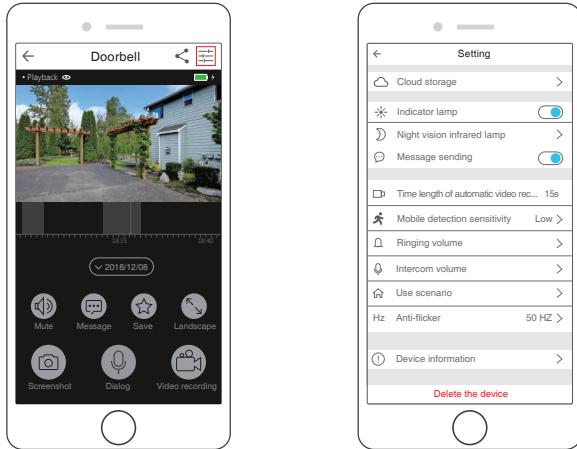 Doorbell
• Playback
18:35
18:40
2018/12/08
Mute
Message
Save
Landscape
Screenshot
Dialog
Video recording
Setting
Cloud storage
Indicator lamp
Night vision infrared lamp
Message sending
Time length of automatic video rec... 15s
Mobile detection sensitivity Low
Ringing volume
Intercom volume
Use scenario
Hz Anti-flicker 50 HZ
Device information
Delete the device